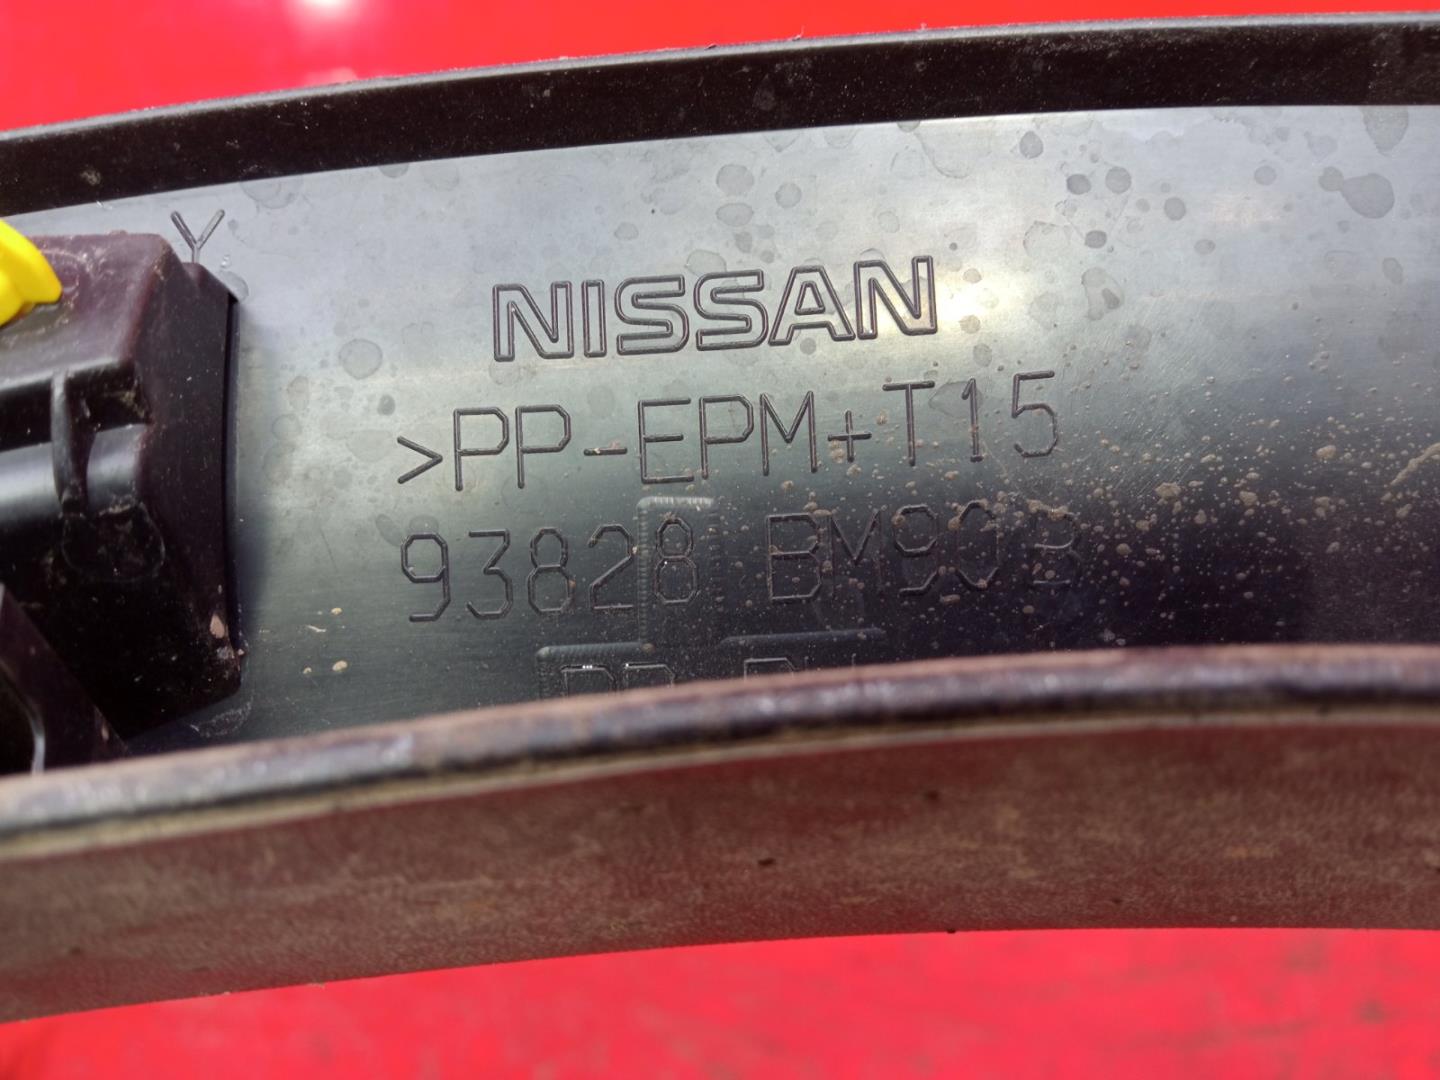 Y
NISSAN
>PP-EPM+T15
93828 BM90B